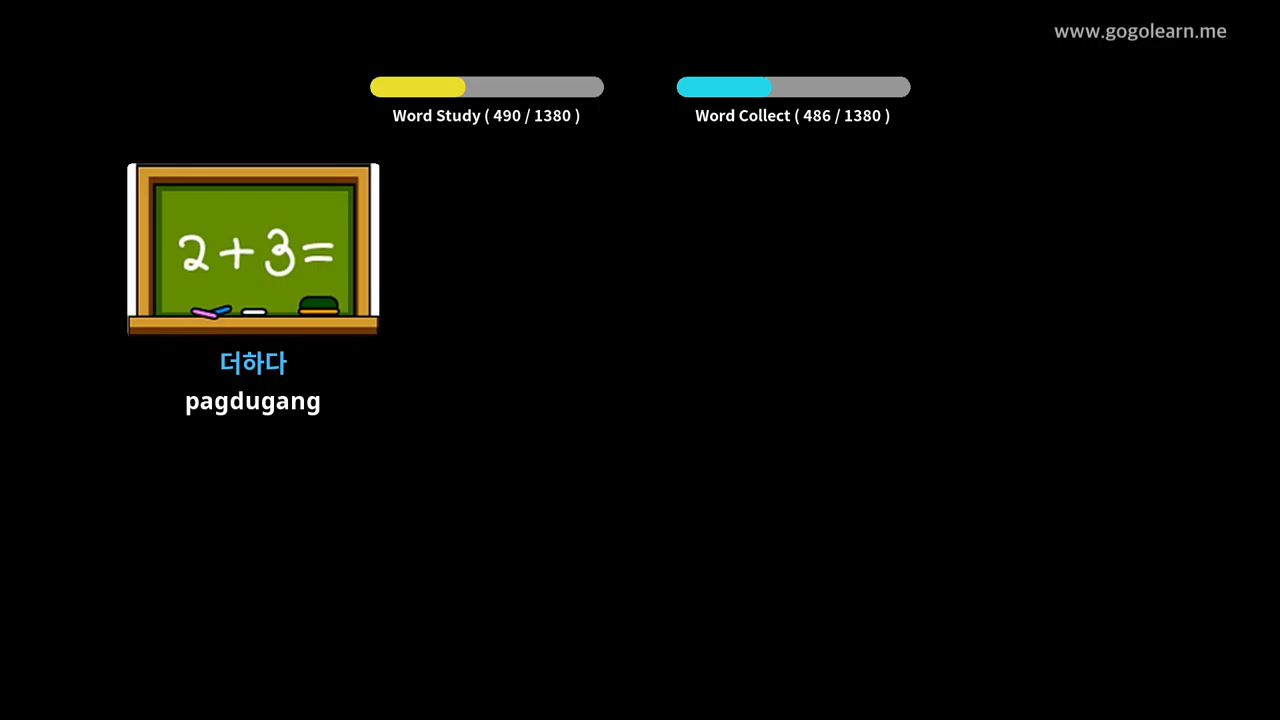 www.gogolearn.me
Word Study ( 490 / 1380 )
Word Collect ( 486 / 1380 )
2+3=
더하다
pagdugang